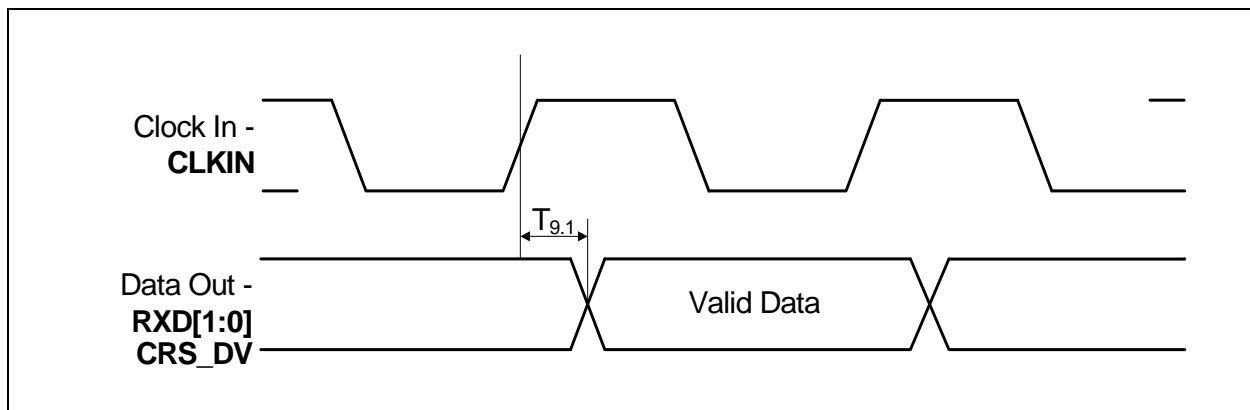 Clock In -
CLKIN
T9.1
Data Out -
Valid Data
RXD[1:0]
CRS_DV